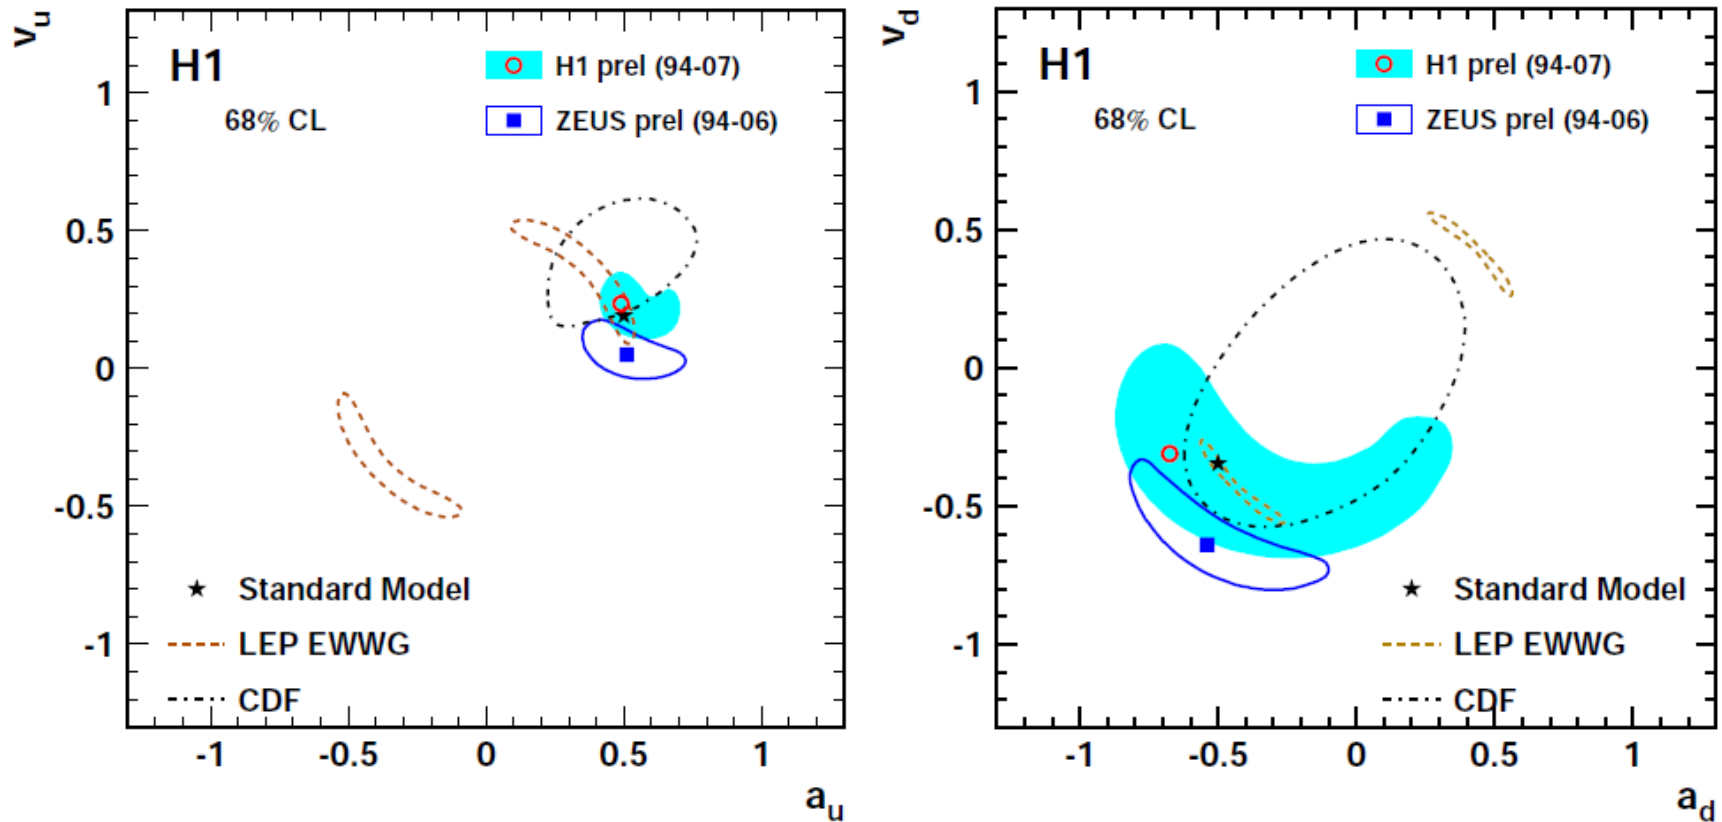 v_u
H1
H1 prel (94-07)
68% CL
ZEUS prel (94-06)
1
0.5
0
-0.5
-1
Standard Model
LEP EWWG
CDF
-1 -0.5 0 0.5 1
a_u
v_d
H1
H1 prel (94-07)
68% CL
ZEUS prel (94-06)
1
0.5
0
-0.5
-1
Standard Model
LEP EWWG
CDF
-1 -0.5 0 0.5 1
a_d